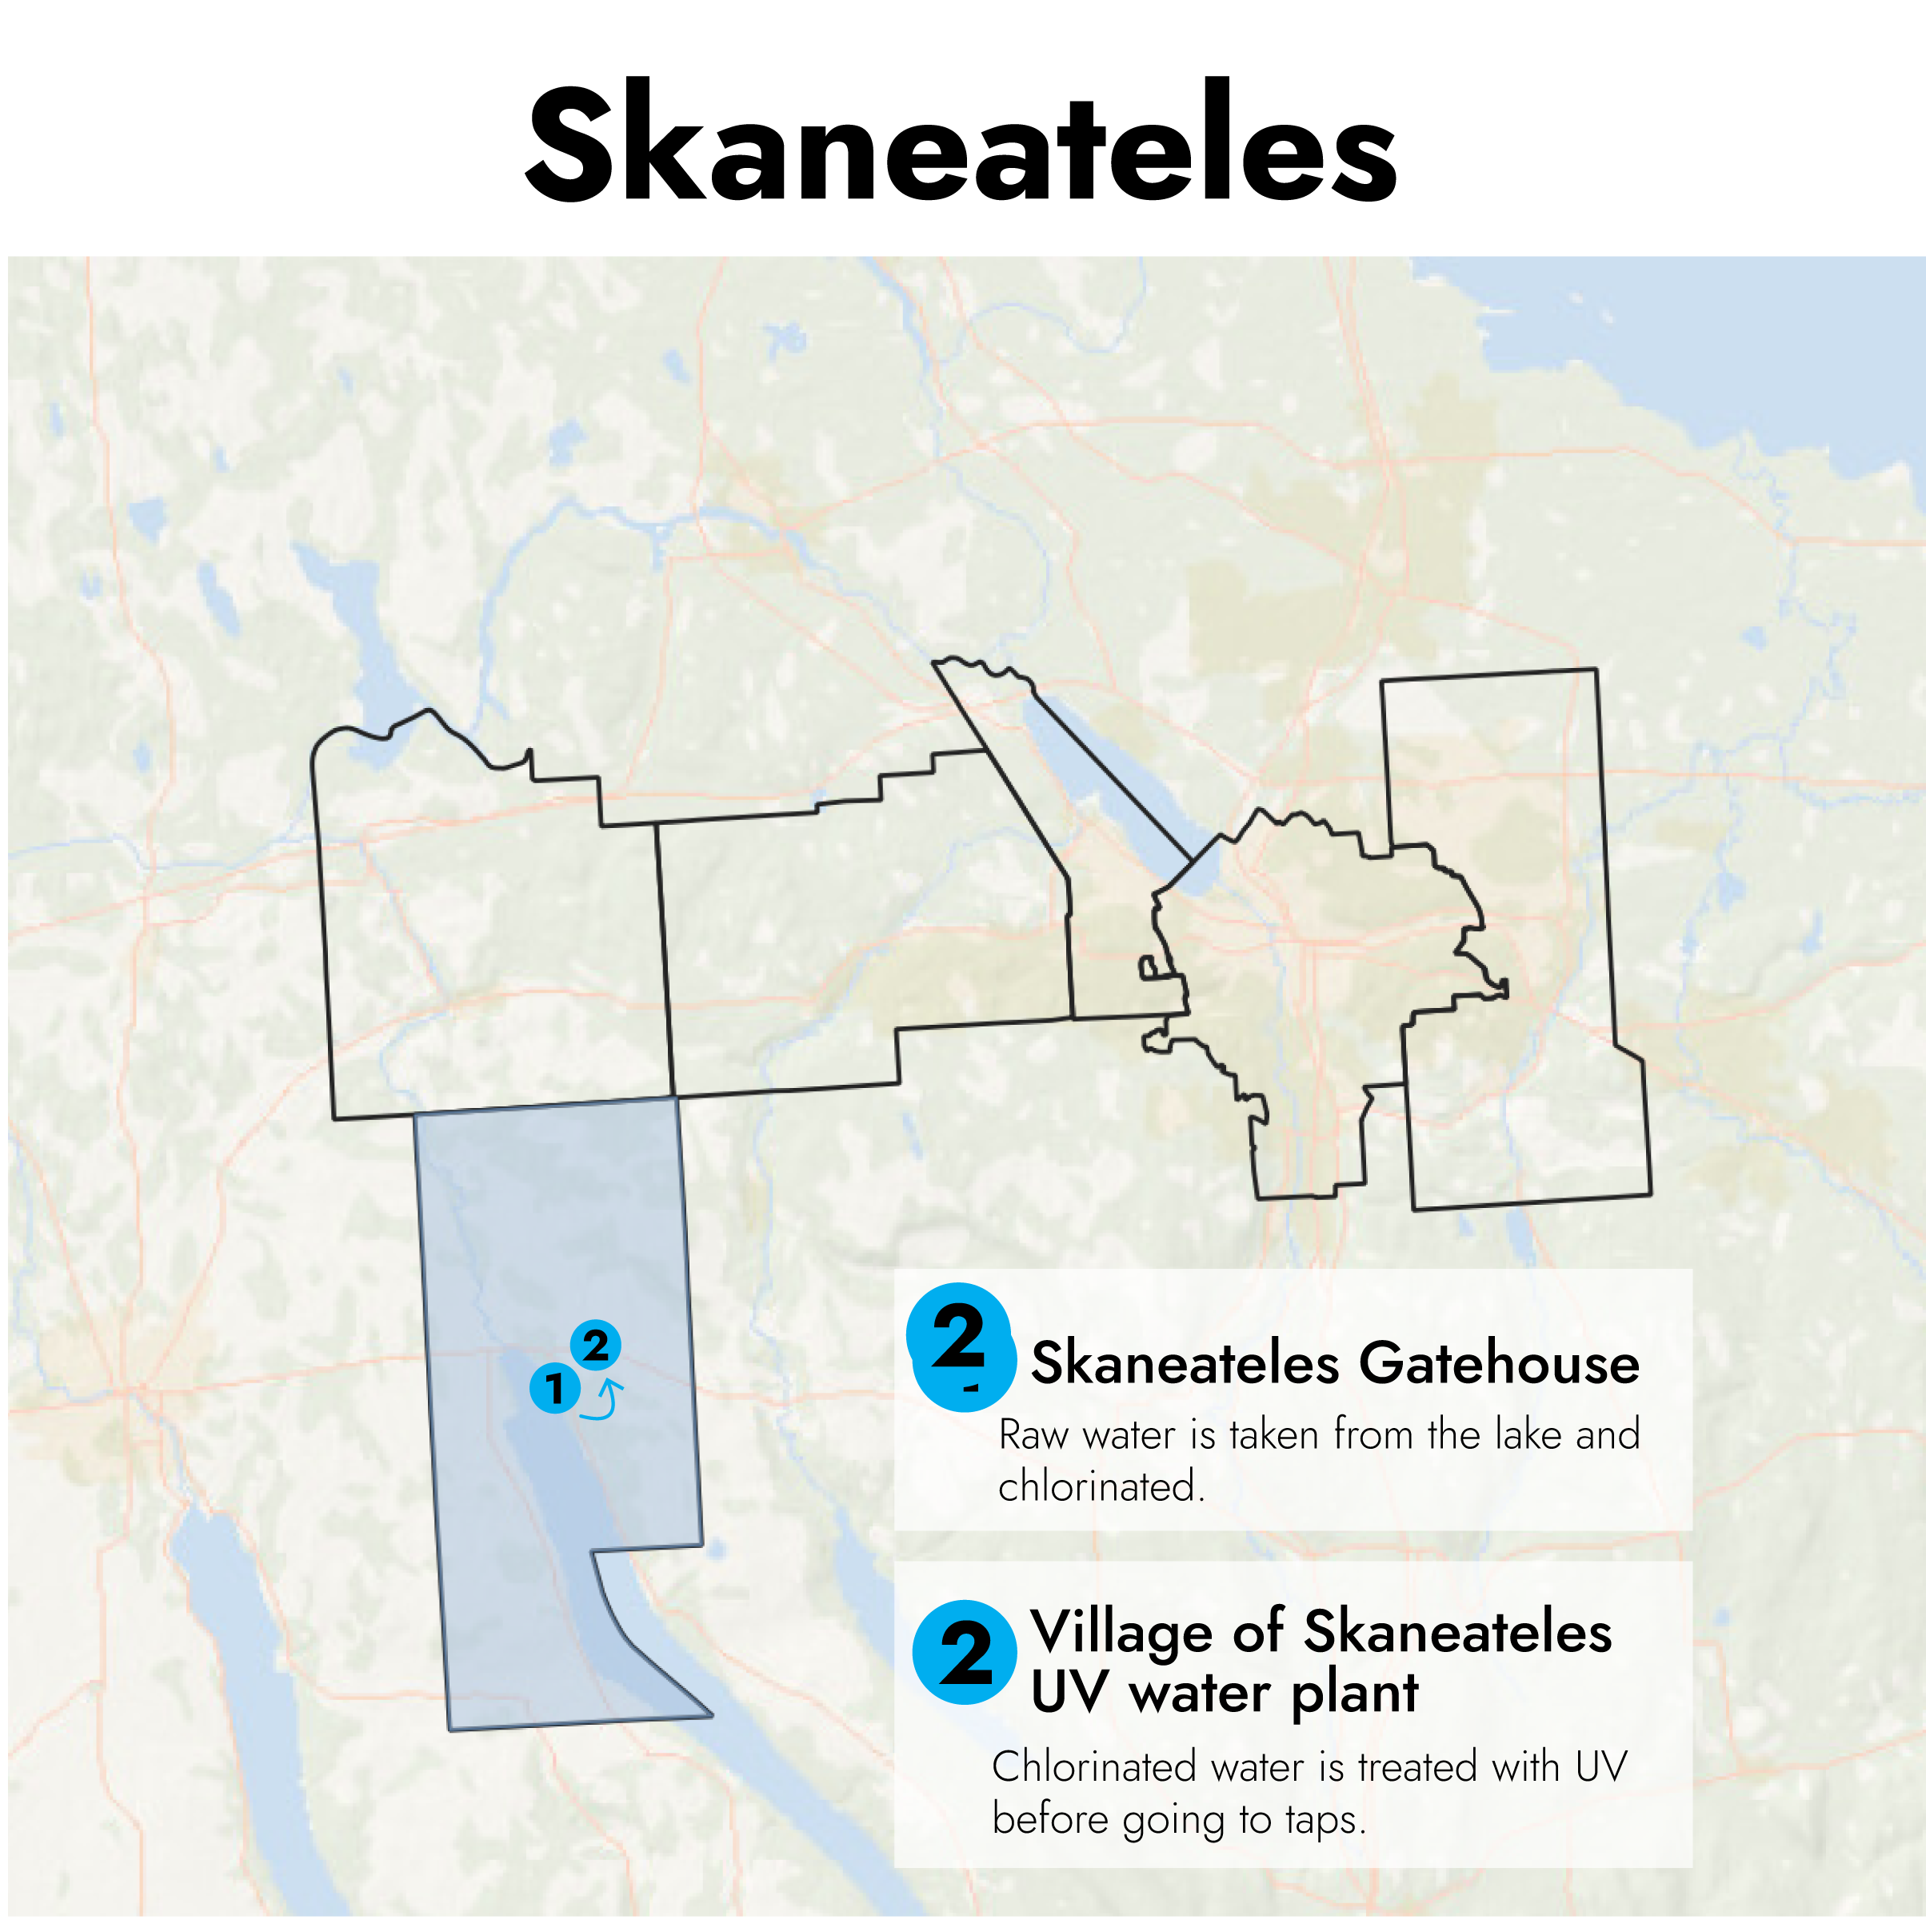 Skaneateles
2
1
2
Skaneateles Gatehouse
Raw water is taken from the lake and
chlorinated.
2
Village of Skaneateles
UV water plant
Chlorinated water is treated with UV
before going to taps.